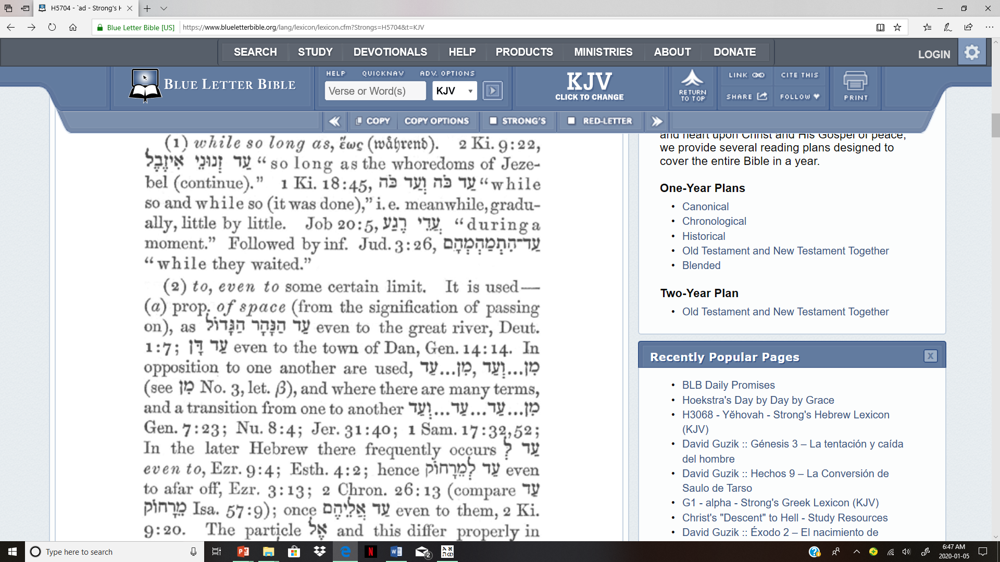 H5704 - `ad - Strong's H
Blue Letter Bible [US]
https://www.blueletterbible.org/lang/lexicon/lexicon.cfm?Strongs=H5704&t=KJV
SEARCH STUDY DEVOTIONALS HELP PRODUCTS MINISTRIES ABOUT DONATE
LOGIN
BLUE LETTER BIBLE
HELP QUICKNAV ADV. OPTIONS
Verse or Word(s)
KJV
KJV
CLICK TO CHANGE
RETURN
TO TOP
LINK
CITE THIS
SHARE
FOLLOW
PRINT
COPY COPY OPTIONS STRONG'S RED-LETTER
(1) while so long as, ἕως (während). 2 Ki. 9:22,
עַד זְנוּנֵי אִיזֶבֶל “so long as the whoredoms of Jeze-
bel (continue).” 1 Ki. 18:45, עַד כֹּה וְעַד כֹּה “while
so and while so (it was done),” i.e. meanwhile, gradu-
ally, little by little. Job 20:5, עֲדֵי רֶגַע “during a
moment.” Followed by inf. Jud. 3:26, עַד־הִתְמַהְמְהָם
“while they waited.”
(2) to, even to some certain limit. It is used—
(a) prop. of space (from the signification of passing
on), as עַד הַנָּהָר הַגָּדוֹל even to the great river, Deut.
1:7; עַד דָּן even to the town of Dan, Gen. 14:14. In
opposition to one another are used, מִן...וְעַד, מִן...עַד
(see מִן No. 3, let. β), and where there are many terms,
and a transition from one to another מִן...עַד...עַד...וְעַד
Gen. 7:23; Nu. 8:4; Jer. 31:40; 1 Sam. 17:32,52;
In the later Hebrew there frequently occurs עַד לְ
even to, Ezr. 9:4; Esth. 4:2; hence עַד לְמֵרָחוֹק even
to afar off, Ezr. 3:13; 2 Chron. 26:13 (compare עַד
מֵרָחוֹק Isa. 57:9); once עַד אֲלֵיהֶם even to them, 2 Ki.
9:20. The particle אֶל and this differ properly in
and heart upon Christ and His Gospel of peace,
we provide several reading plans designed to
cover the entire Bible in a year.
One-Year Plans
• Canonical
• Chronological
• Historical
• Old Testament and New Testament Together
• Blended
Two-Year Plan
• Old Testament and New Testament Together
Recently Popular Pages
X
• BLB Daily Promises
• Hoekstra's Day by Day by Grace
• H3068 - Yĕhovah - Strong's Hebrew Lexicon
(KJV)
• David Guzik :: Génesis 3 – La tentación y caída
del hombre
• David Guzik :: Hechos 9 – La Conversión de
Saulo de Tarso
• G1 - alpha - Strong's Greek Lexicon (KJV)
• Christ's "Descent" to Hell - Study Resources
• David Guzik :: Éxodo 2 – El nacimiento de
Type here to search
2
6:47 AM
2020-01-05